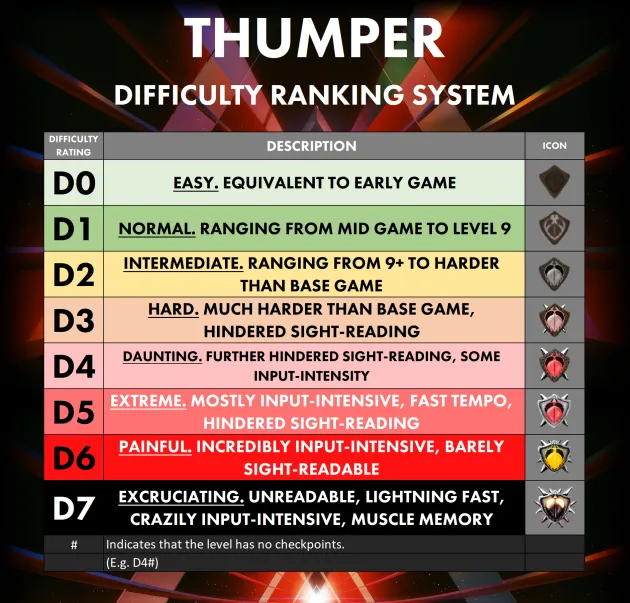 THUMPER
DIFFICULTY RANKING SYSTEM
DIFFICULTY
RATING
DESCRIPTION
ICON
D0
EASY. EQUIVALENT TO EARLY GAME
D1
NORMAL. RANGING FROM MID GAME TO LEVEL 9
D2
INTERMEDIATE. RANGING FROM 9+ TO HARDER
THAN BASE GAME
D3
HARD. MUCH HARDER THAN BASE GAME,
HINDERED SIGHT-READING
D4
DAUNTING. FURTHER HINDERED SIGHT-READING, SOME
INPUT-INTENSITY
D5
EXTREME. MOSTLY INPUT-INTENSIVE, FAST TEMPO,
HINDERED SIGHT-READING
D6
PAINFUL. INCREDIBLY INPUT-INTENSIVE, BARELY
SIGHT-READABLE
D7
EXCRUCIATING. UNREADABLE, LIGHTNING FAST,
CRAZILY INPUT-INTENSIVE, MUSCLE MEMORY
#
Indicates that the level has no checkpoints.
(E.g. D4#)